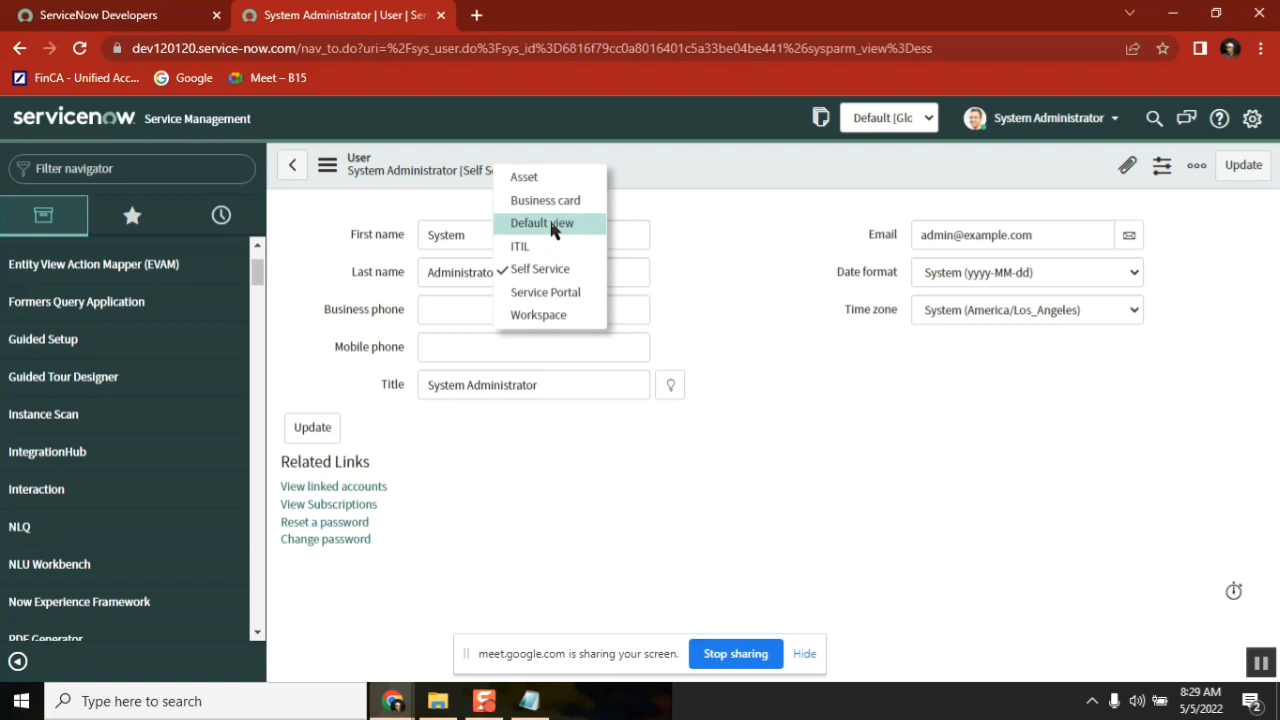 ServiceNow Developers
System Administrator | User | Ser
dev120120.service-now.com/nav_to.do?uri=%2Fsys_user.do%3Fsys_id%3D6816f79cc0a8016401c5a33be04be441%26sysparm_view%3Dess
FinCA - Unified Acc...
Google
Meet – B15
servicenow Service Management
Default [Glo
System Administrator
Filter navigator
User
System Administrator [Self S
Update
Entity View Action Mapper (EVAM)
Formers Query Application
Guided Setup
Guided Tour Designer
Instance Scan
IntegrationHub
Interaction
NLQ
NLU Workbench
Now Experience Framework
PDF Generator
Asset
Business card
Default view
ITIL
Self Service
Service Portal
Workspace
First name
System
Last name
Administrato
Business phone
Mobile phone
Title
System Administrator
Email
admin@example.com
Date format
System (yyyy-MM-dd)
Time zone
System (America/Los_Angeles)
Update
Related Links
View linked accounts
View Subscriptions
Reset a password
Change password
meet.google.com is sharing your screen.
Stop sharing
Hide
Type here to search
8:29 AM
5/5/2022
2